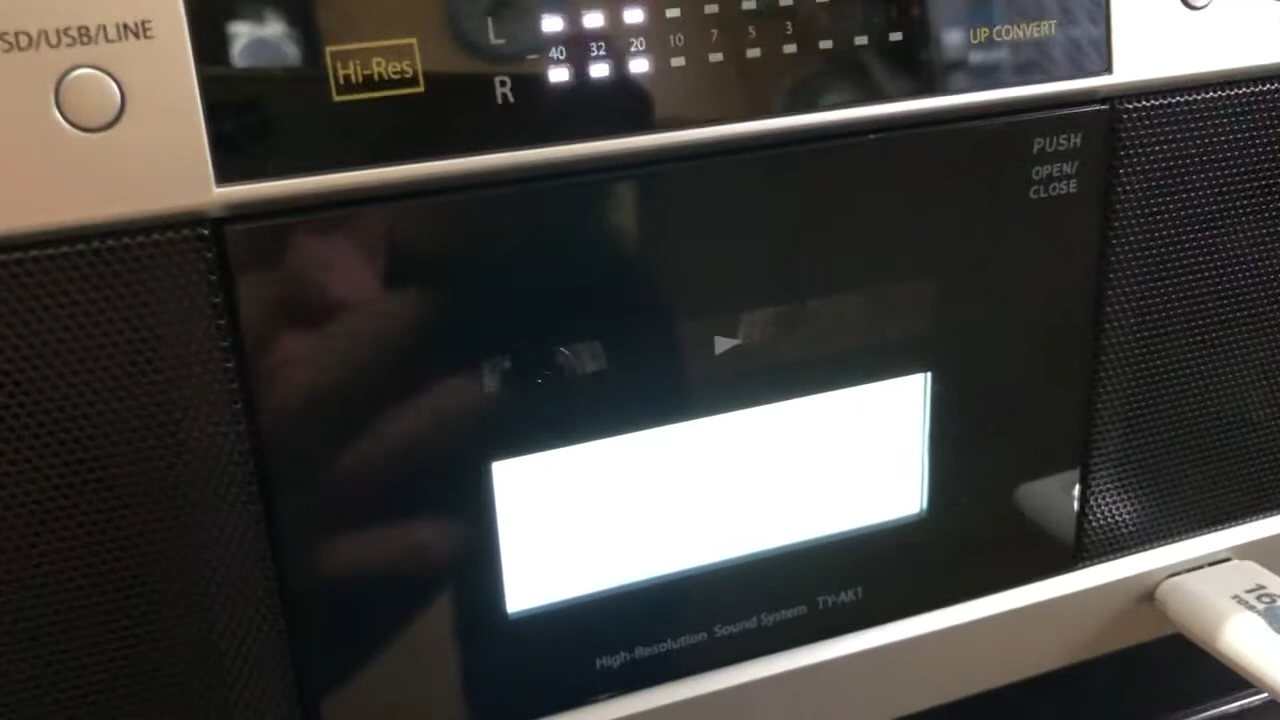 SD/USB/LINE
Hi-Res
L
- 40 32 20 10 7 5 3
R
UP CONVERT
PUSH
OPEN/
CLOSE
High-Resolution Sound System TY-AK1
16